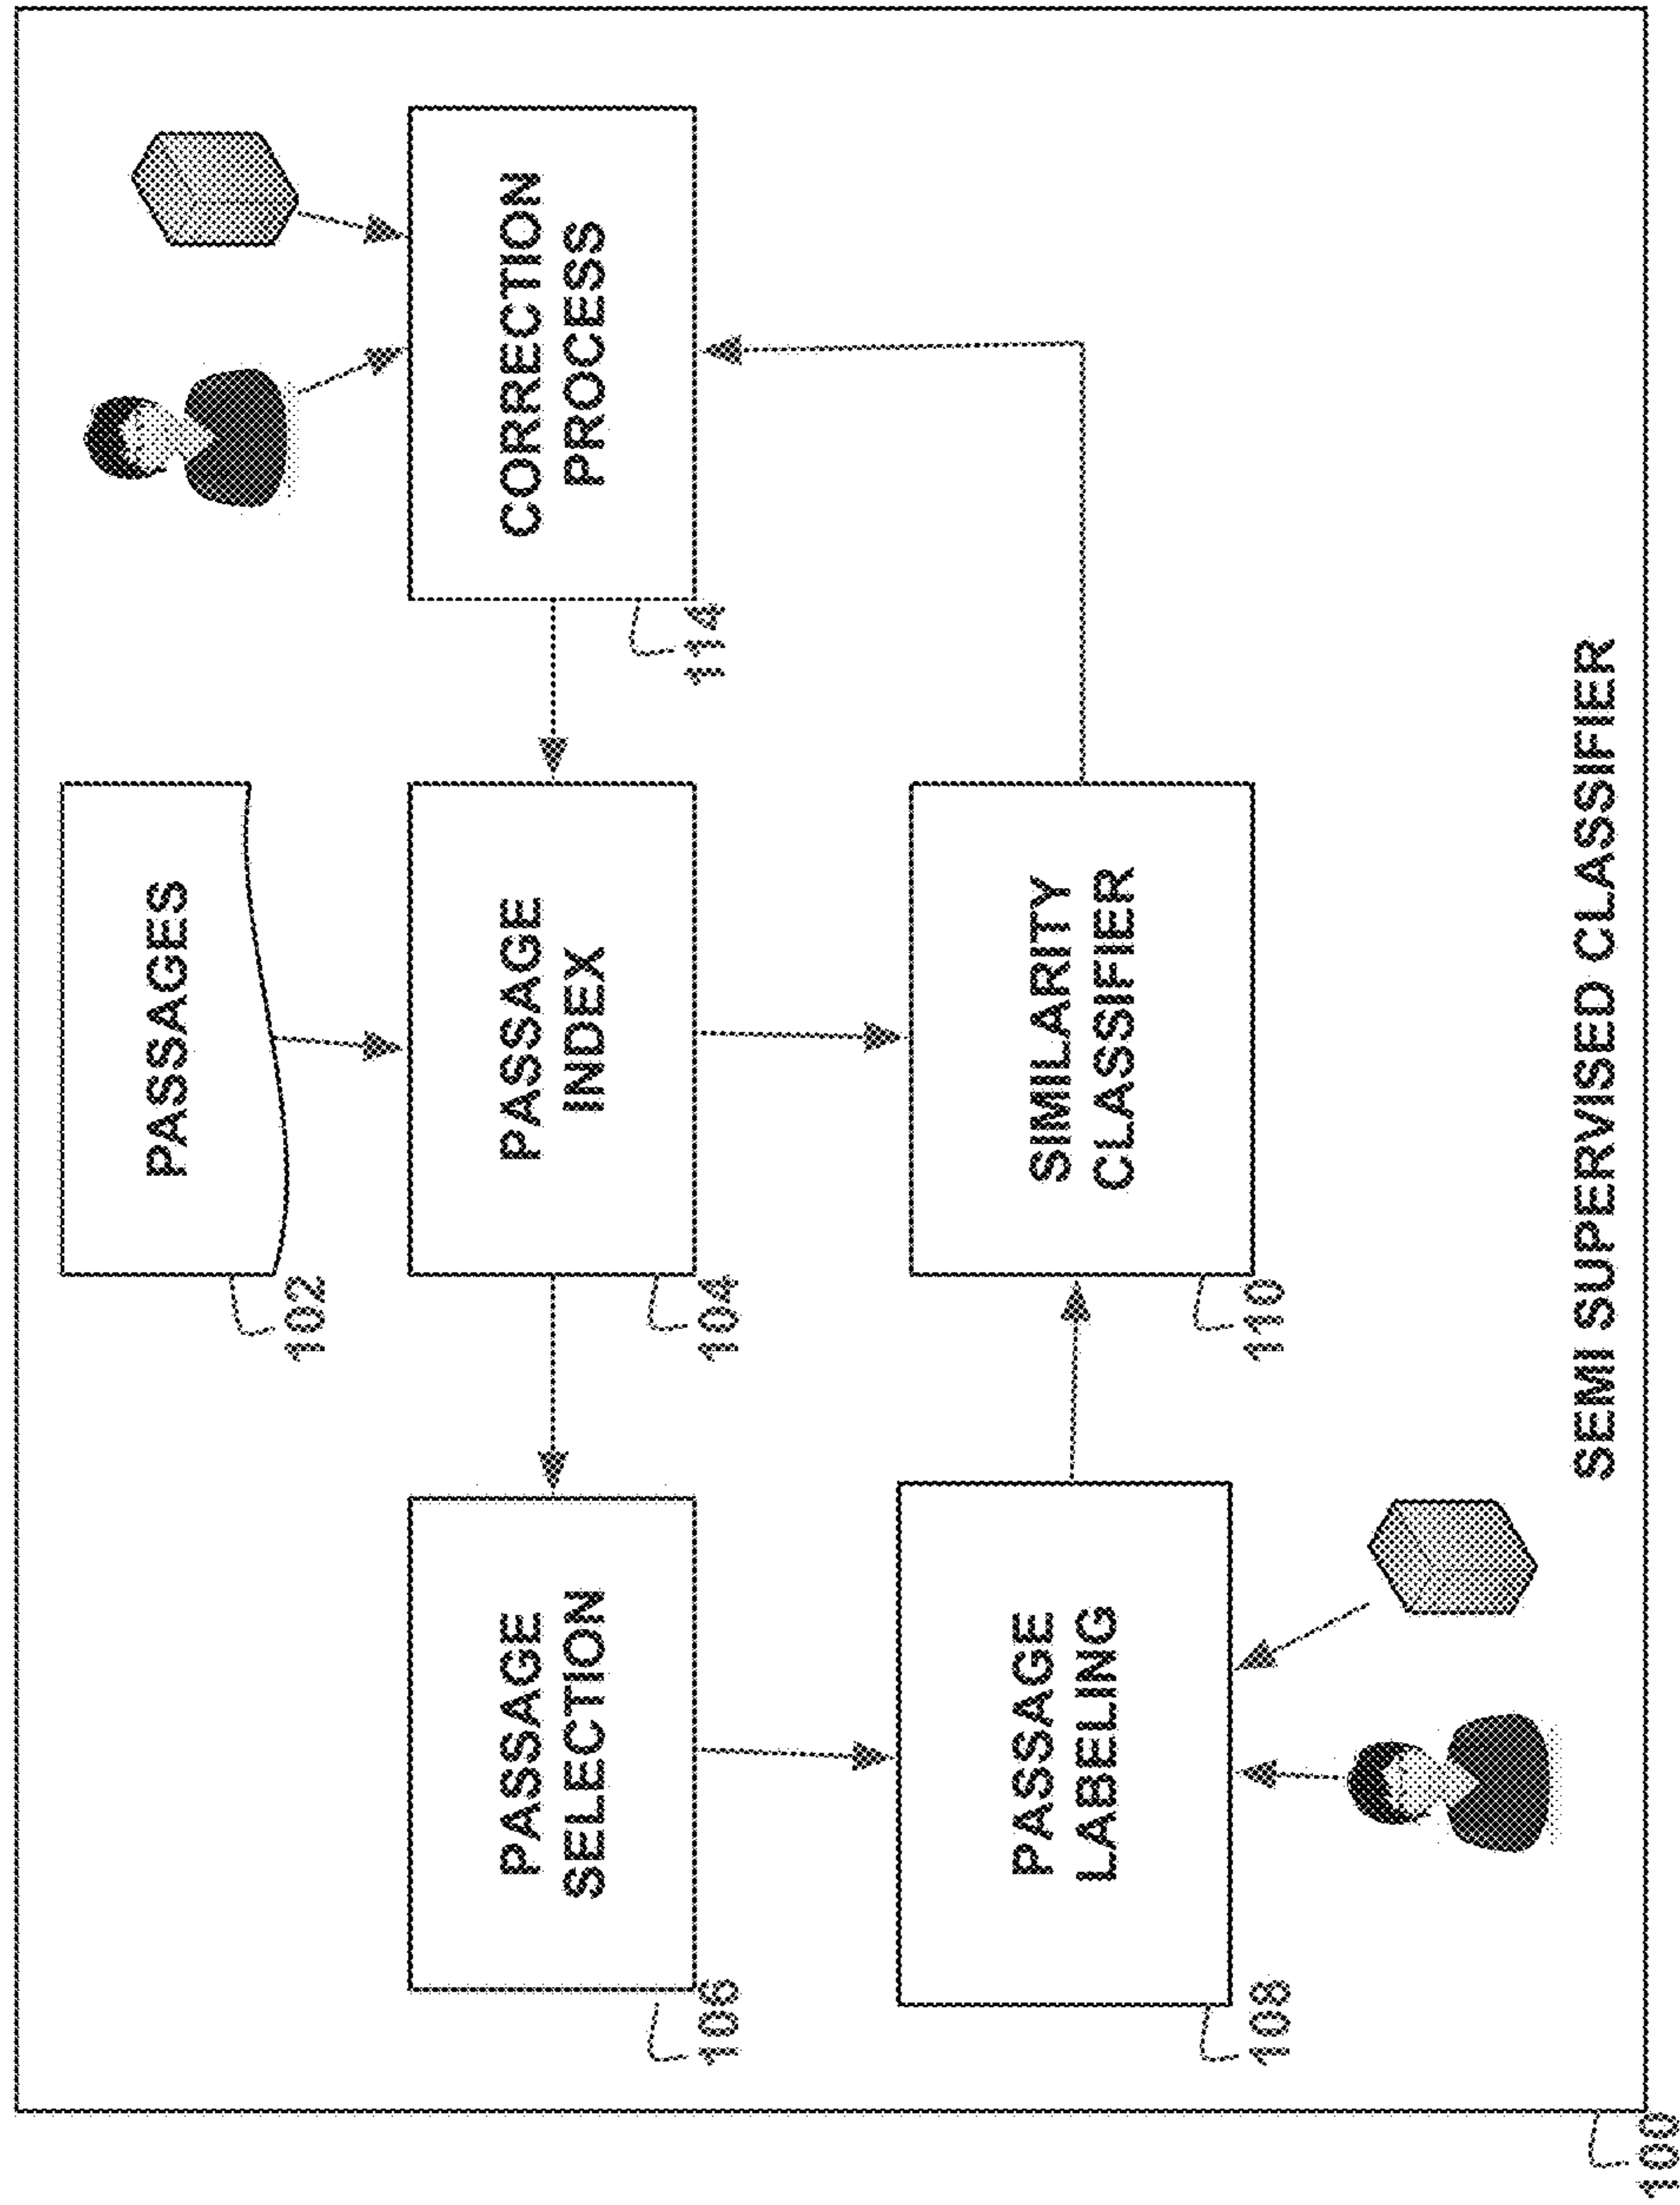 PASSAGES
102
PASSAGE
SELECTION
106
PASSAGE
INDEX
104
CORRECTION
PROCESS
114
PASSAGE
LABELING
108
SIMILARITY
CLASSIFIER
110
SEMI SUPERVISED CLASSIFIER
100